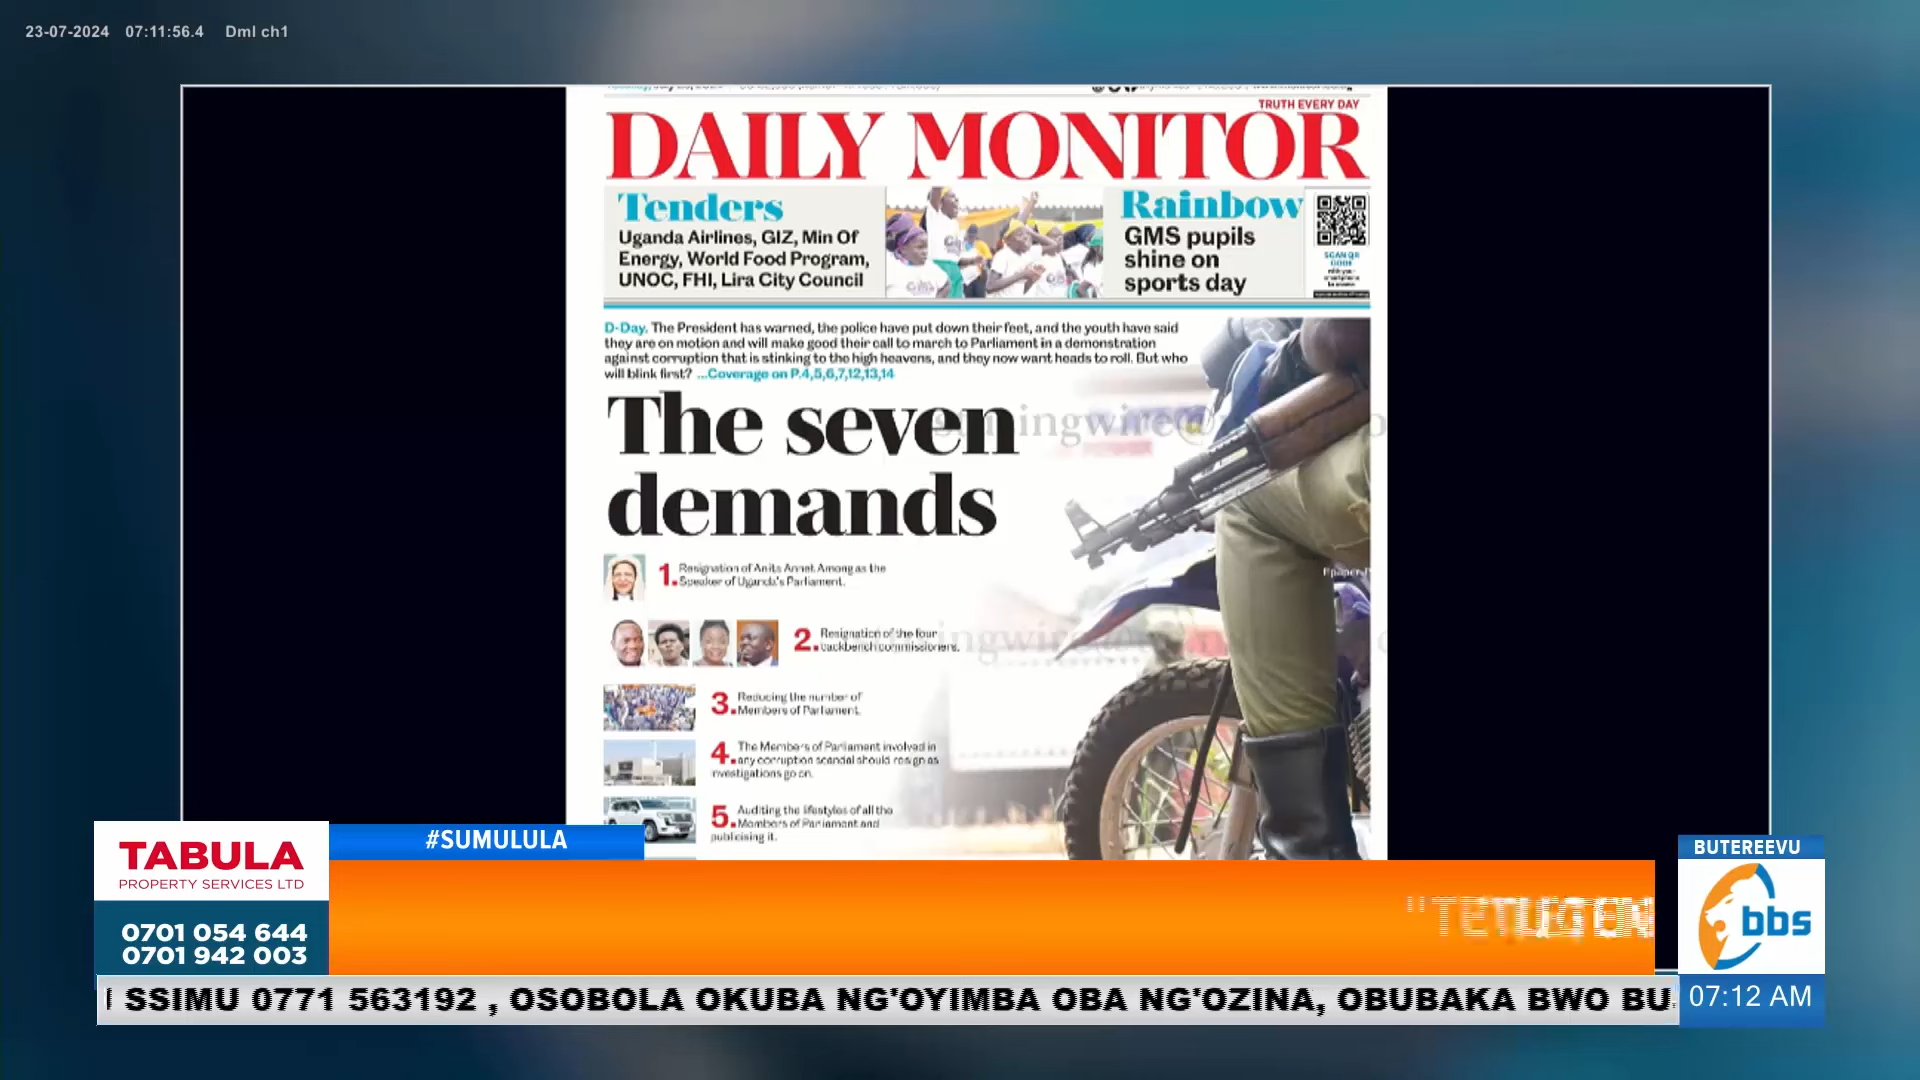 23-07-2024 07:11:56.4 Dml ch1
TRUTH EVERY DAY
DAILY MONITOR
Tenders
Uganda Airlines, GIZ, Min Of
Energy, World Food Program,
UNOC, FHI, Lira City Council
Rainbow
GMS pupils
shine on
sports day
SCAN QR
CODE
D-Day. The President has warned, the police have put down their feet, and the youth have said
they are on motion and will make good their call to march to Parliament in a demonstration
against corruption that is stinking to the high heavens, and they now want heads to roll. But who
will blink first? ...Coverage on P.4,5,6,7,12,13,14
The seven
demands
1. Resignation of Anita Annet Among as the
Speaker of Uganda's Parliament.
2. Resignation of the four
backbench commissioners.
3. Reducing the number of
Members of Parliament.
4. The Members of Parliament involved in
any corruption scandal should resign as
investigations go on.
5. Auditing the lifestyles of all the
Members of Parliament and
publicising it.
TABULA
PROPERTY SERVICES LTD
0701 054 644
0701 942 003
#SUMULULA
BUTEREEVU
bbs
07:12 AM
SSIMU 0771 563192 , OSOBOLA OKUBA NG'OYIMBA OBA NG'OZINA, OBUBAKA BWO BU